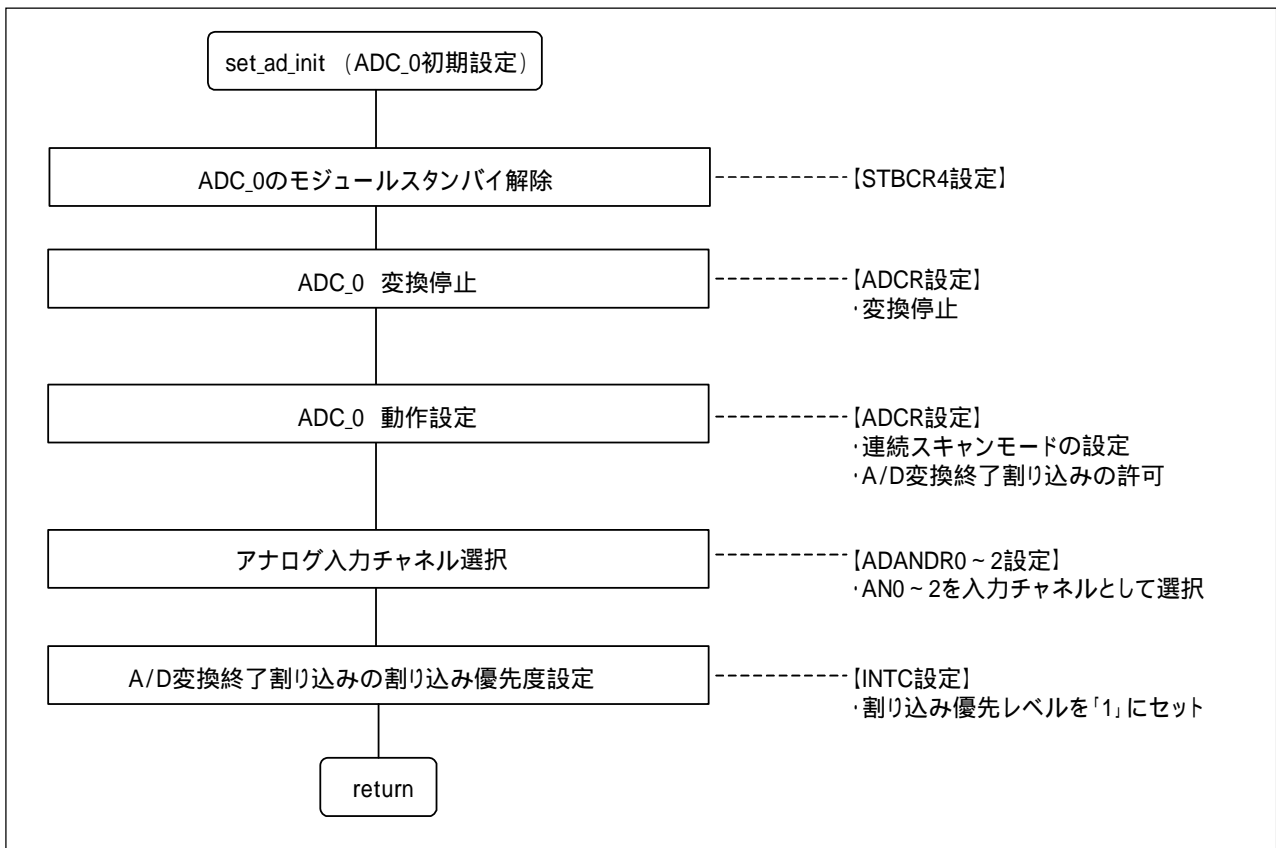 set_ad_init （ADC_0初期設定）
ADC_0のモジュールスタンバイ解除
【STBCR4設定】
ADC_0 変換停止
【ADCR設定】
・変換停止
ADC_0 動作設定
【ADCR設定】
・連続スキャンモードの設定
・A/D変換終了割り込みの許可
アナログ入力チャネル選択
【ADANDR0～2設定】
・AN0～2を入力チャネルとして選択
A/D変換終了割り込みの割り込み優先度設定
【INTC設定】
・割り込み優先レベルを「1」にセット
return